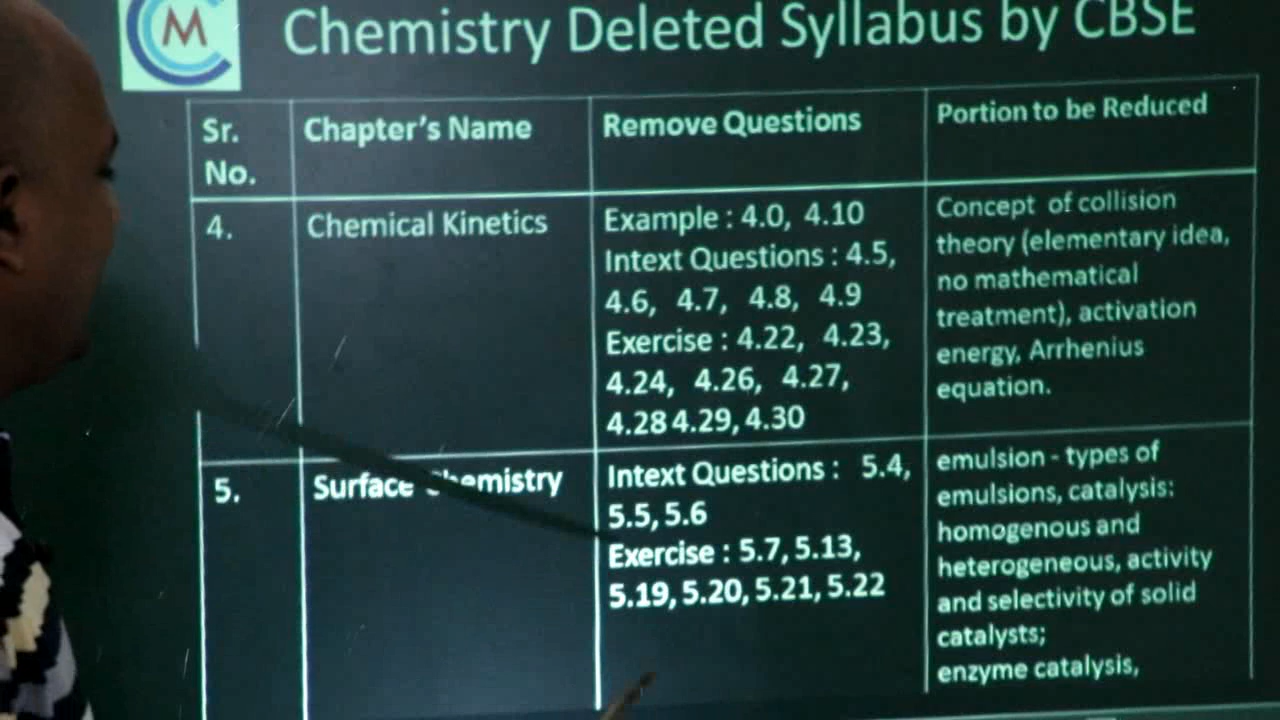 M
Chemistry Deleted Syllabus by CBSE
Sr.
No.
Chapter's Name
Remove Questions
Portion to be Reduced
4.
Chemical Kinetics
Example : 4.0, 4.10
Intext Questions : 4.5,
4.6, 4.7, 4.8, 4.9
Exercise : 4.22, 4.23,
4.24, 4.26, 4.27,
4.28 4.29, 4.30
Concept of collision
theory (elementary idea,
no mathematical
treatment), activation
energy, Arrhenius
equation.
5.
Surface Chemistry
Intext Questions : 5.4,
5.5, 5.6
Exercise : 5.7, 5.13,
5.19, 5.20, 5.21, 5.22
emulsion - types of
emulsions, catalysis:
homogenous and
heterogeneous, activity
and selectivity of solid
catalysts;
enzyme catalysis,